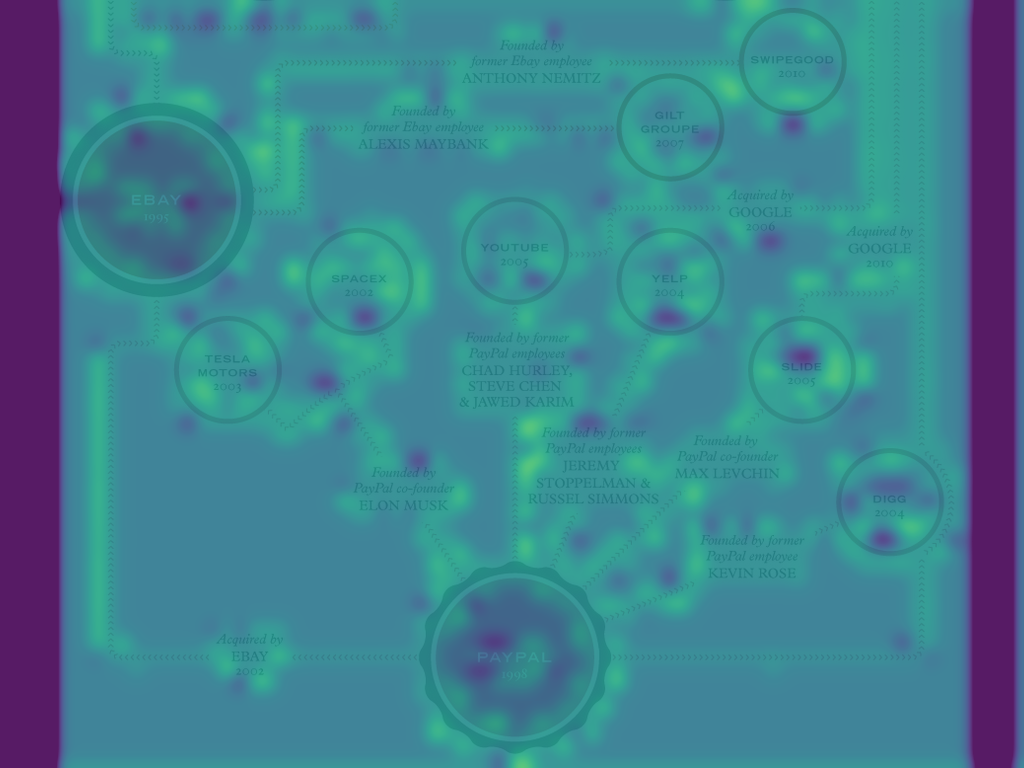 Founded by
former Ebay employee
ANTHONY NEMITZ
SWIPEGOOD
2010
Founded by
former Ebay employee
ALEXIS MAYBANK
GILT
GROUPE
2007
EBAY
1995
Acquired by
GOOGLE
2006
Acquired by
GOOGLE
2010
YOUTUBE
2005
SPACEX
2002
YELP
2004
TESLA
MOTORS
2003
SLIDE
2005
Founded by former
PayPal employees
CHAD HURLEY,
STEVE CHEN
& JAWED KARIM
Founded by former
PayPal employees
JEREMY
STOPPELMAN &
RUSSEL SIMMONS
Founded by
PayPal co-founder
MAX LEVCHIN
Founded by
PayPal co-founder
ELON MUSK
DIGG
2004
Founded by former
PayPal employee
KEVIN ROSE
Acquired by
EBAY
2002
PAYPAL
1998